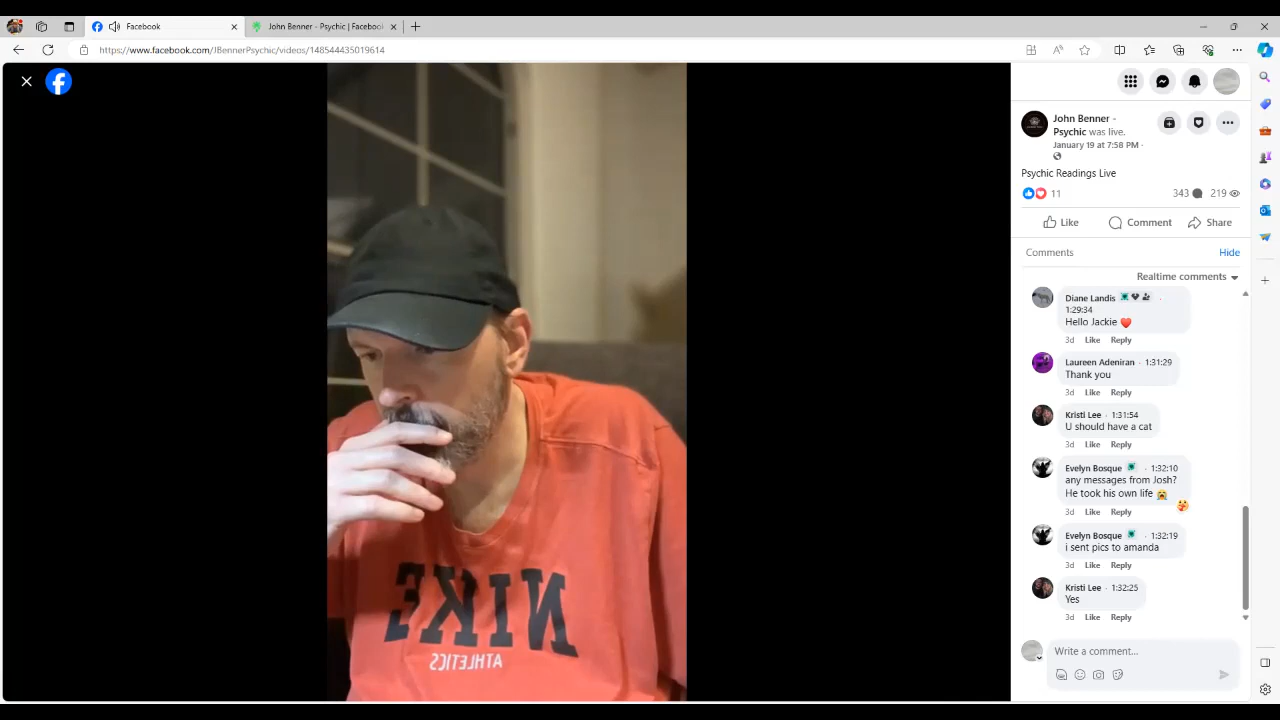 Facebook
John Benner - Psychic | Facebook
https://www.facebook.com/JBennerPsychic/videos/148544435019614
John Benner -
Psychic was live.
January 19 at 7:58 PM ·
Psychic Readings Live
11
343
219
Like
Comment
Share
Comments
Hide
Realtime comments
Diane Landis
1:29:34
Hello Jackie
3d Like Reply
Laureen Adeniran · 1:31:29
Thank you
3d Like Reply
Kristi Lee · 1:31:54
U should have a cat
3d Like Reply
Evelyn Bosque · 1:32:10
any messages from Josh?
He took his own life
3d Like Reply
Evelyn Bosque · 1:32:19
i sent pics to amanda
3d Like Reply
Kristi Lee · 1:32:25
Yes
3d Like Reply
Write a comment...
NIKE
ATHLETICS